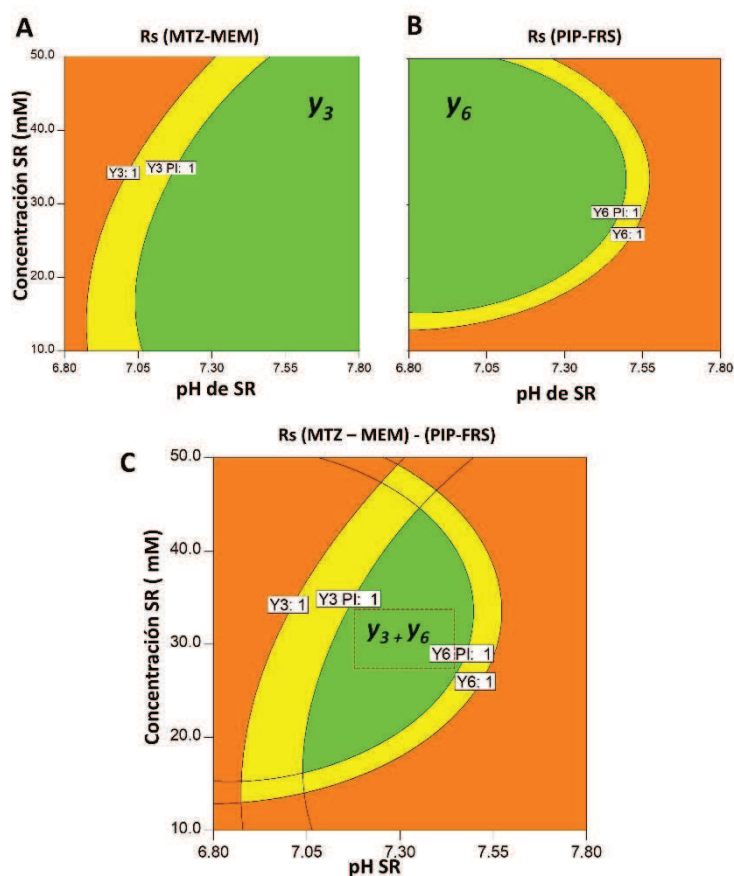 A
Rs (MTZ-MEM)
Concentración SR (mM)
50.0
40.0
30.0
20.0
10.0
y3
Y3: 1
Y3 PI: 1
6.80 7.05 7.30 7.55 7.80
pH de SR
B
Rs (PIP-FRS)
y6
Y6 PI: 1
Y6: 1
6.80 7.05 7.30 7.55 7.80
pH de SR
Rs (MTZ – MEM) - (PIP-FRS)
C
Concentración SR ( mM)
50.0
40.0
30.0
20.0
10.0
Y3: 1
Y3 PI: 1
y3 + y6
Y6 PI: 1
Y6: 1
6.80 7.05 7.30 7.55 7.80
pH SR